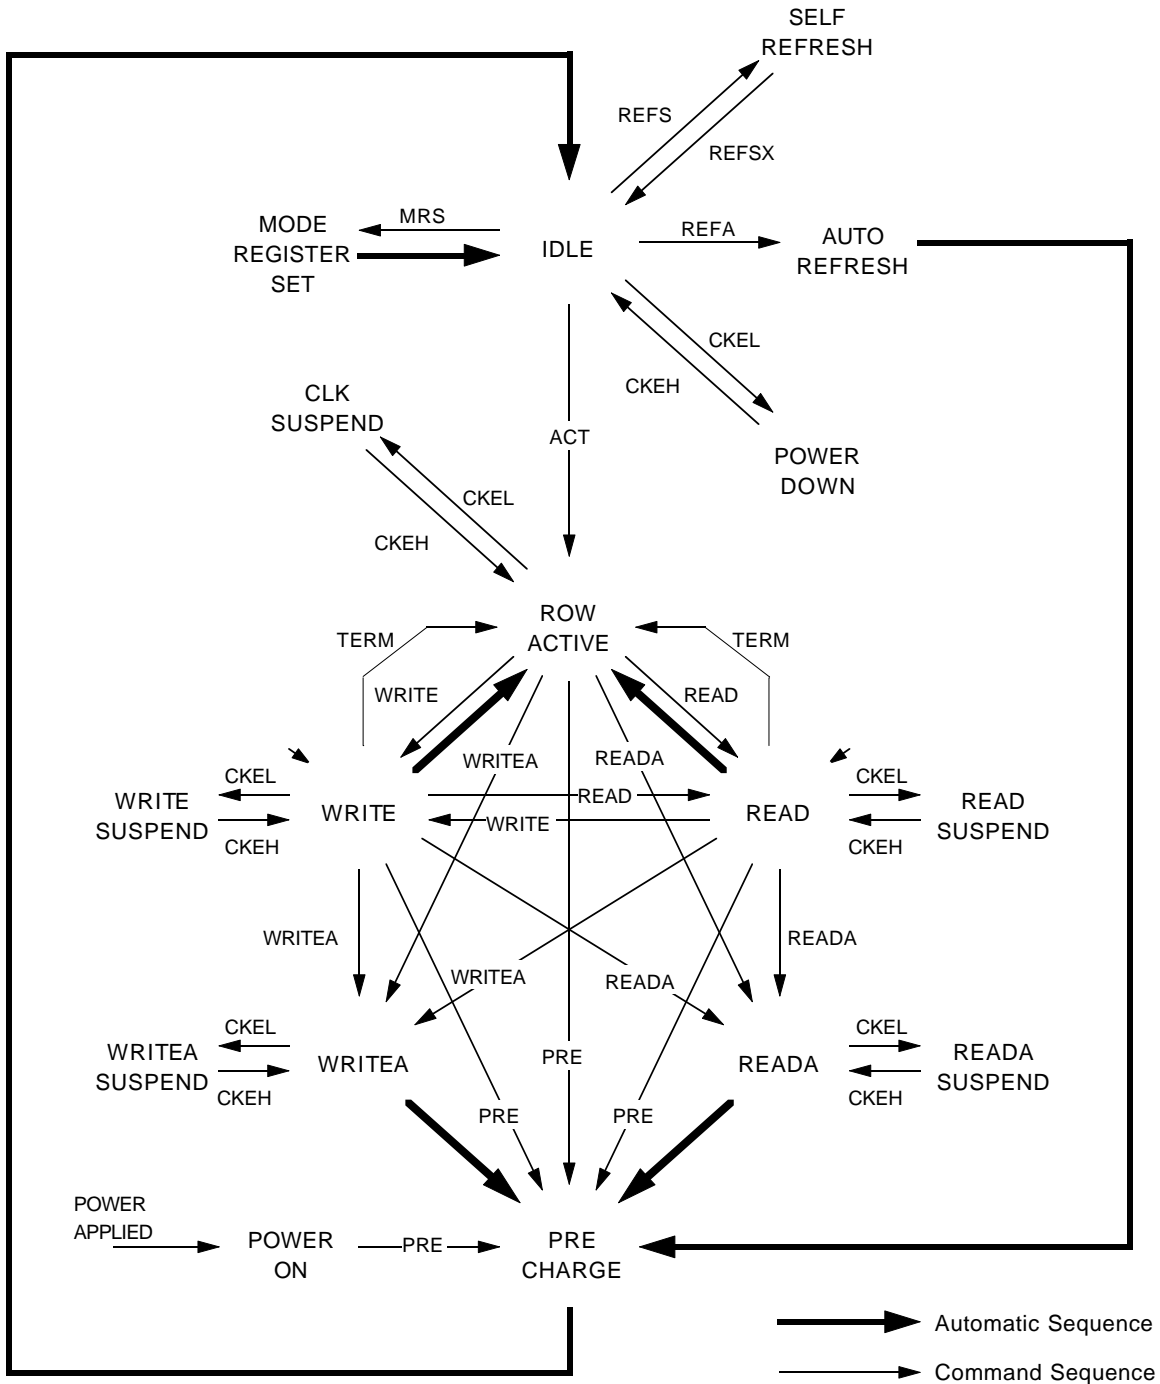 SELF
REFRESH
REFS
REFSX
MODE
REGISTER
SET
MRS
IDLE
REFA
AUTO
REFRESH
CKEL
CKEH
CLK
SUSPEND
ACT
POWER
DOWN
CKEL
CKEH
ROW
ACTIVE
TERM
TERM
WRITE
READ
WRITEA
READA
CKEL
CKEL
WRITE
SUSPEND
WRITE
READ
WRITE
READ
READ
SUSPEND
CKEH
CKEH
WRITEA
READA
WRITEA
READA
CKEL
CKEL
WRITEA
SUSPEND
WRITEA
PRE
READA
READA
SUSPEND
CKEH
CKEH
PRE
PRE
POWER
APPLIED
POWER
ON
PRE
PRE
CHARGE
Automatic Sequence
Command Sequence